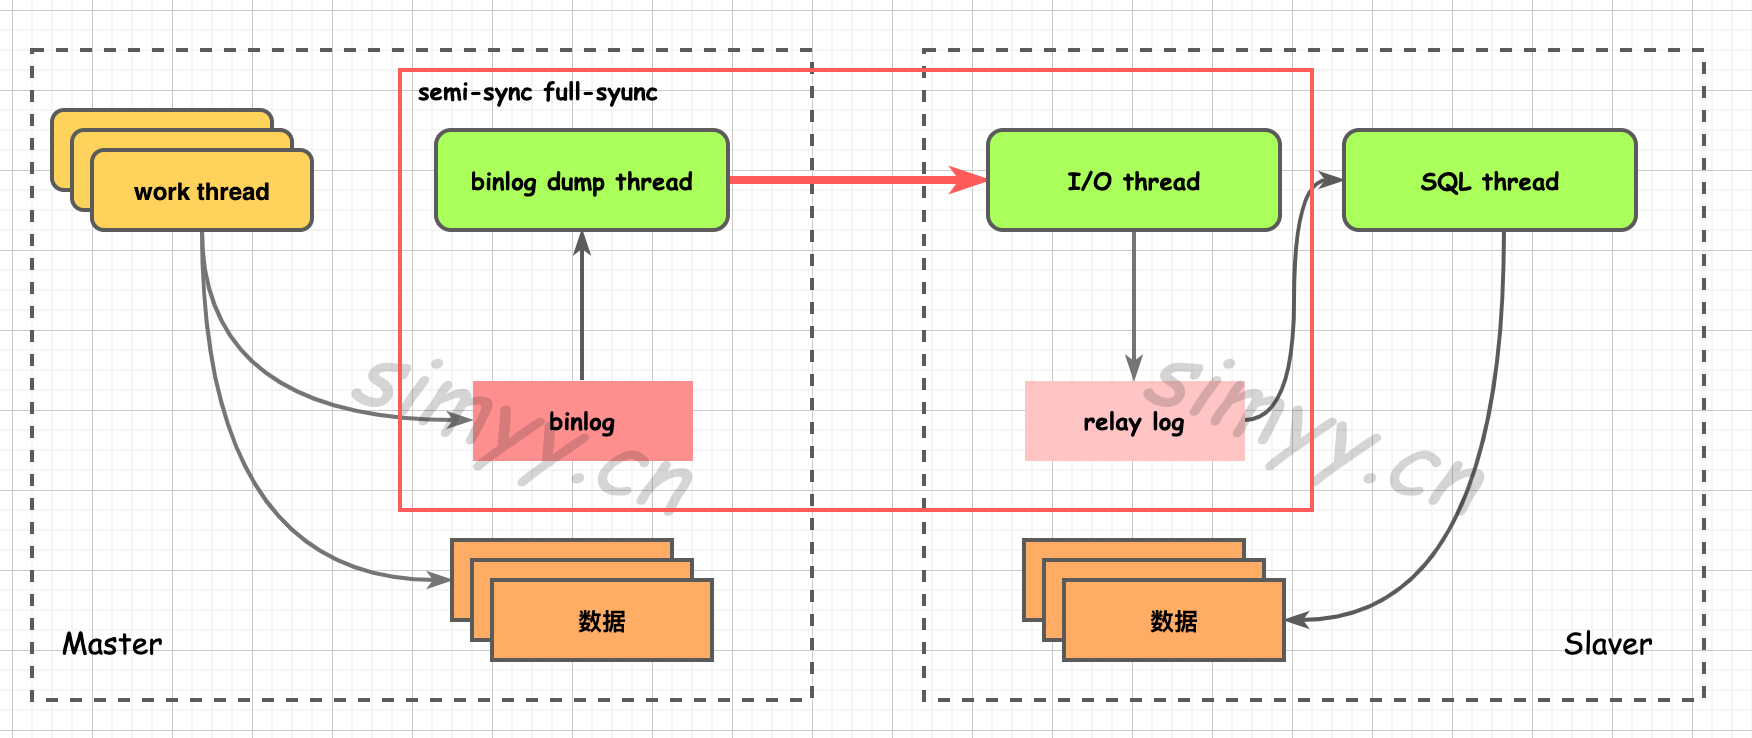 semi-sync full-syunc
work thread
binlog dump thread
I/O thread
SQL thread
binlog
relay log
simyy.cn
simyy.cn
数据
数据
Master
Slaver